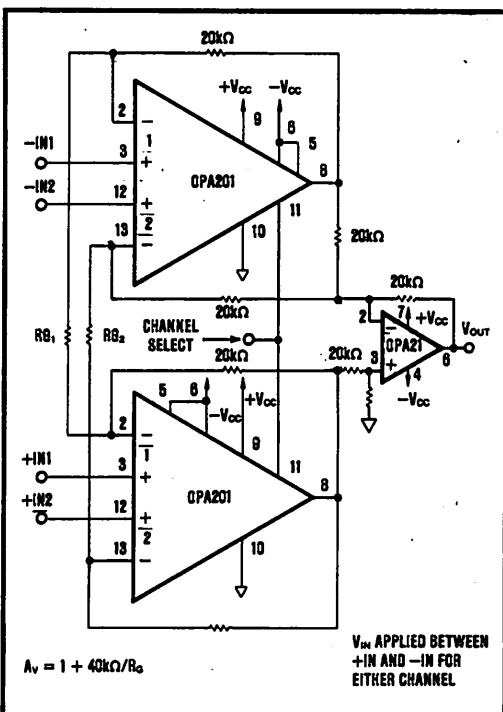 20kΩ
+VCC
-VCC
2
9
6
5
-
1
-IN1
3
+
OPA201
8
-IN2
12
+
2
11
13
-
10
20kΩ
20kΩ
20kΩ
RG1
RG2
CHANNEL
SELECT
20kΩ
2
-
7
+VCC
VOUT
OPA21
6
20kΩ
3
+
4
-VCC
5
6
-VCC
+VCC
2
-
1
9
+IN1
3
+
11
OPA201
8
+IN2
12
+
2
13
-
10
AV = 1 + 40kΩ/RG
VIN APPLIED BETWEEN
+IN AND -IN FOR
EITHER CHANNEL